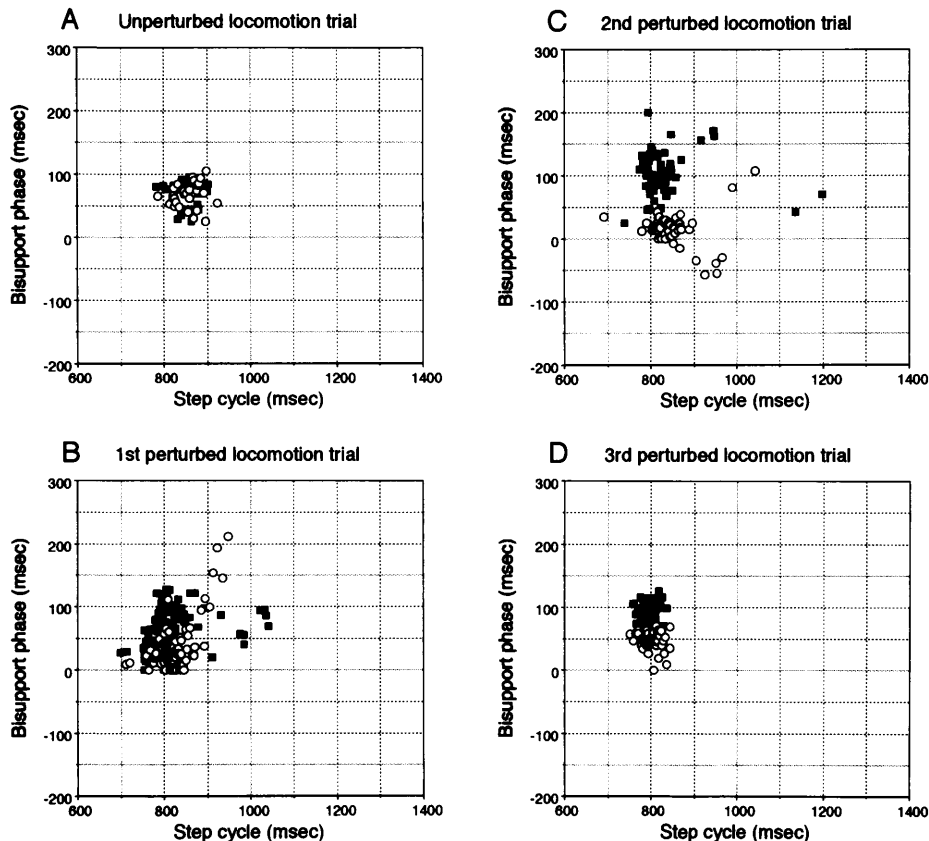 A Unperturbed locomotion trial
300
200
100
0
-100
-200
Bisupport phase (msec)
600 800 1000 1200 1400
Step cycle (msec)
B 1st perturbed locomotion trial
300
200
100
0
-100
-200
Bisupport phase (msec)
600 800 1000 1200 1400
Step cycle (msec)
C 2nd perturbed locomotion trial
300
200
100
0
-100
-200
Bisupport phase (msec)
600 800 1000 1200 1400
Step cycle (msec)
D 3rd perturbed locomotion trial
300
200
100
0
-100
-200
Bisupport phase (msec)
600 800 1000 1200 1400
Step cycle (msec)